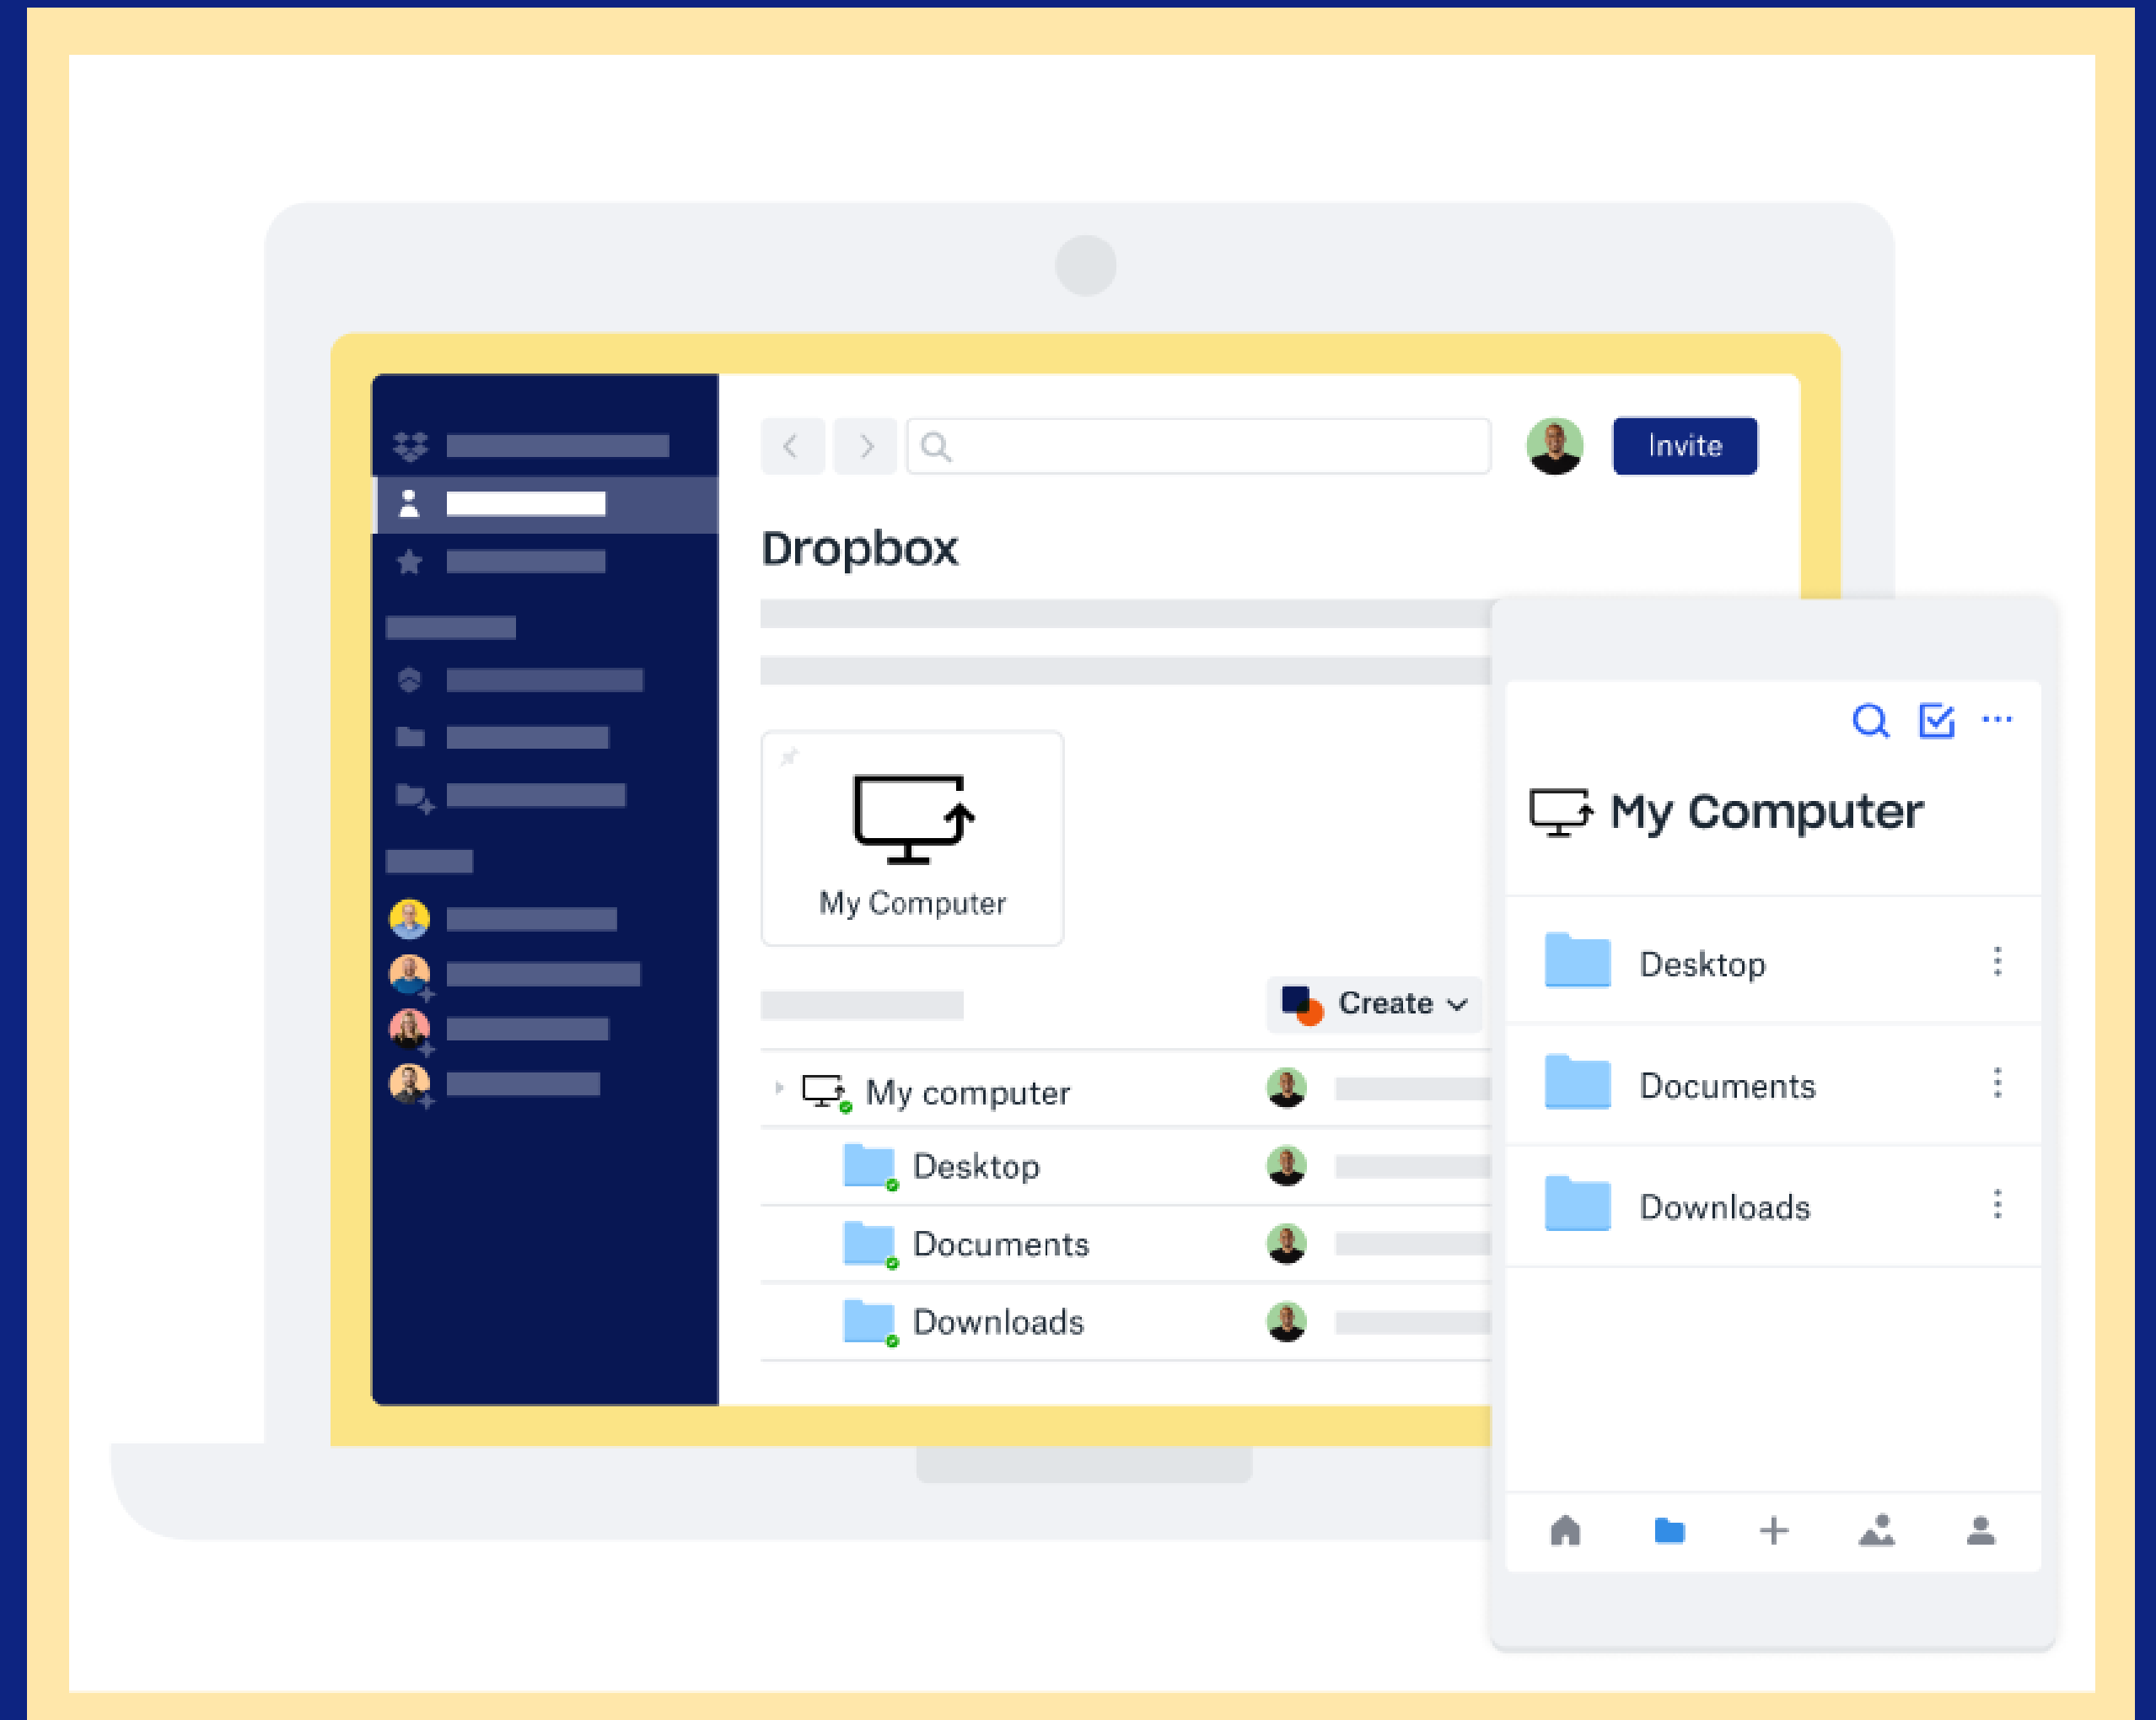 Invite
Dropbox
My Computer
Create
My computer
Desktop
Documents
Downloads
My Computer
Desktop
Documents
Downloads